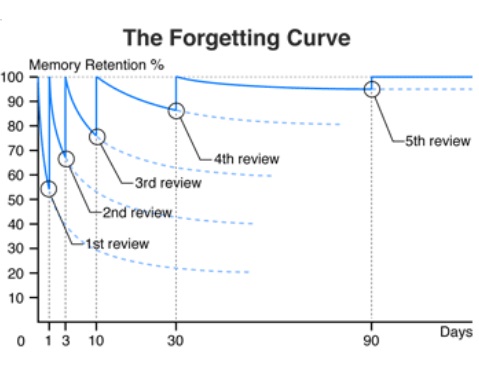 The Forgetting Curve
Memory Retention %
100
90
80
70
60
50
40
30
20
10
0
1st review
2nd review
3rd review
4th review
5th review
1 3 10 30 90
Days